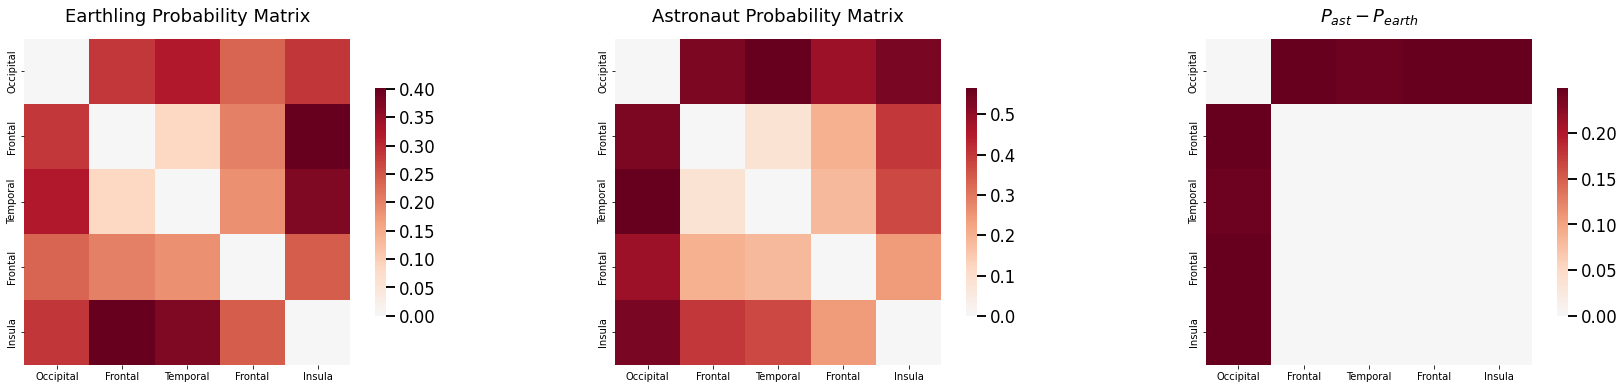 Earthling Probability Matrix
Occipital
Frontal
Temporal
Frontal
Insula
Occipital Frontal Temporal Frontal Insula
0.40
0.35
0.30
0.25
0.20
0.15
0.10
0.05
0.00
Astronaut Probability Matrix
Occipital
Frontal
Temporal
Frontal
Insula
Occipital Frontal Temporal Frontal Insula
0.5
0.4
0.3
0.2
0.1
0.0
P_ast − P_earth
Occipital
Frontal
Temporal
Frontal
Insula
Occipital Frontal Temporal Frontal Insula
0.20
0.15
0.10
0.05
0.00